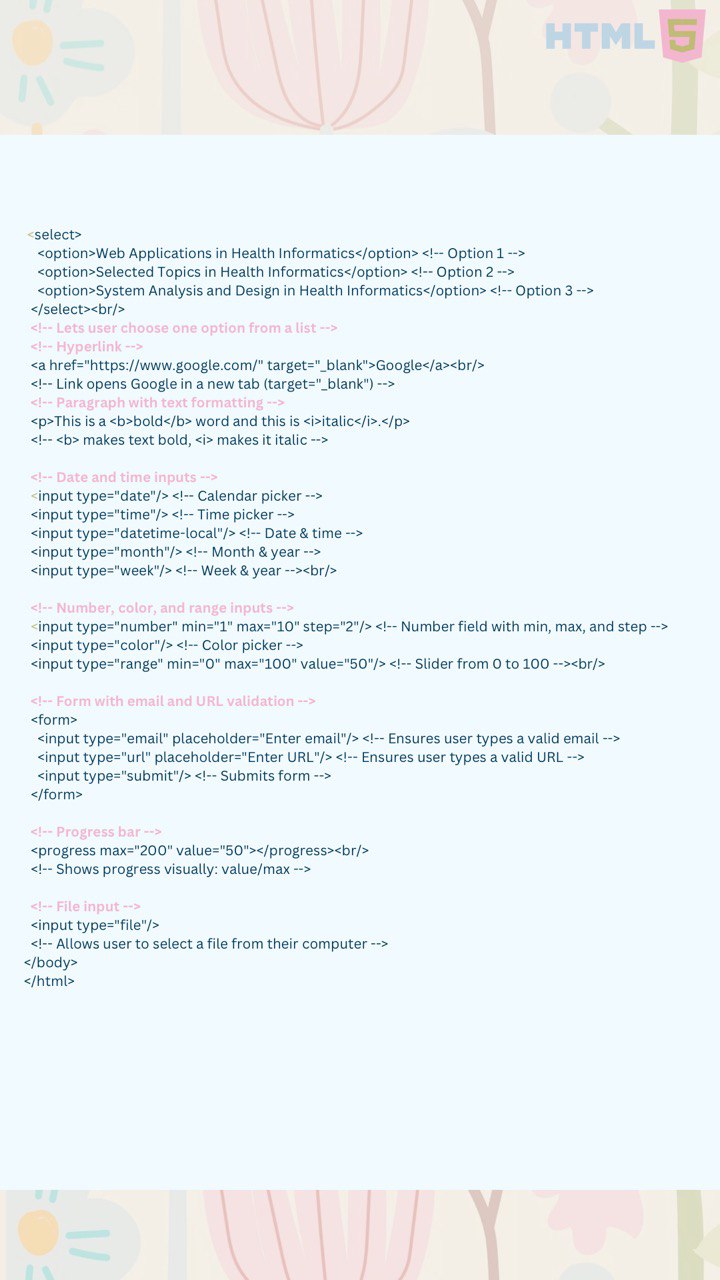 HTML 5
<select>
<option>Web Applications in Health Informatics</option> <!-- Option 1 -->
<option>Selected Topics in Health Informatics</option> <!-- Option 2 -->
<option>System Analysis and Design in Health Informatics</option> <!-- Option 3 -->
</select><br/>
<!-- Lets user choose one option from a list -->
<!-- Hyperlink -->
<a href="https://www.google.com/" target="_blank">Google</a><br/>
<!-- Link opens Google in a new tab (target="_blank") -->
<!-- Paragraph with text formatting -->
<p>This is a <b>bold</b> word and this is <i>italic</i>.</p>
<!-- <b> makes text bold, <i> makes it italic -->
<!-- Date and time inputs -->
<input type="date"/> <!-- Calendar picker -->
<input type="time"/> <!-- Time picker -->
<input type="datetime-local"/> <!-- Date & time -->
<input type="month"/> <!-- Month & year -->
<input type="week"/> <!-- Week & year --><br/>
<!-- Number, color, and range inputs -->
<input type="number" min="1" max="10" step="2"/> <!-- Number field with min, max, and step -->
<input type="color"/> <!-- Color picker -->
<input type="range" min="0" max="100" value="50"/> <!-- Slider from 0 to 100 --><br/>
<!-- Form with email and URL validation -->
<form>
<input type="email" placeholder="Enter email"/> <!-- Ensures user types a valid email -->
<input type="url" placeholder="Enter URL"/> <!-- Ensures user types a valid URL -->
<input type="submit"/> <!-- Submits form -->
</form>
<!-- Progress bar -->
<progress max="200" value="50"></progress><br/>
<!-- Shows progress visually: value/max -->
<!-- File input -->
<input type="file"/>
<!-- Allows user to select a file from their computer -->
</body>
</html>